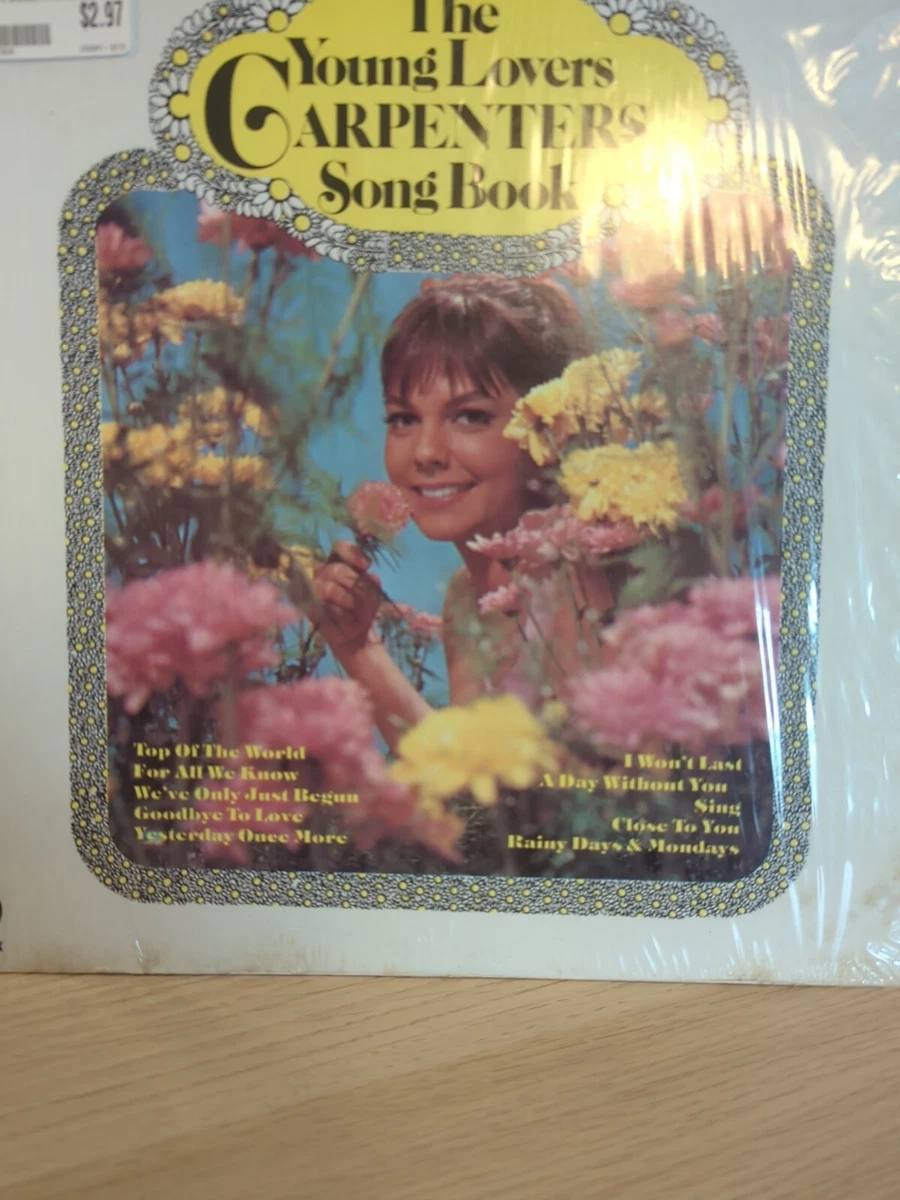 $2.97
The
Young Lovers
CARPENTERS
Song Book
Top Of The World
For All We Know
We've Only Just Begun
Goodbye To Love
Yesterday Once More
I Won't Last
A Day Without You
Sing
Close To You
Rainy Days & Mondays